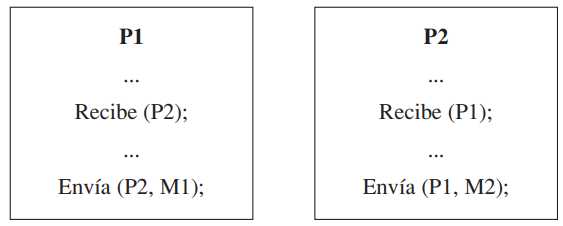 P1
...
Recibe (P2);
...
Envía (P2, M1);
P2
...
Recibe (P1);
...
Envía (P1, M2);